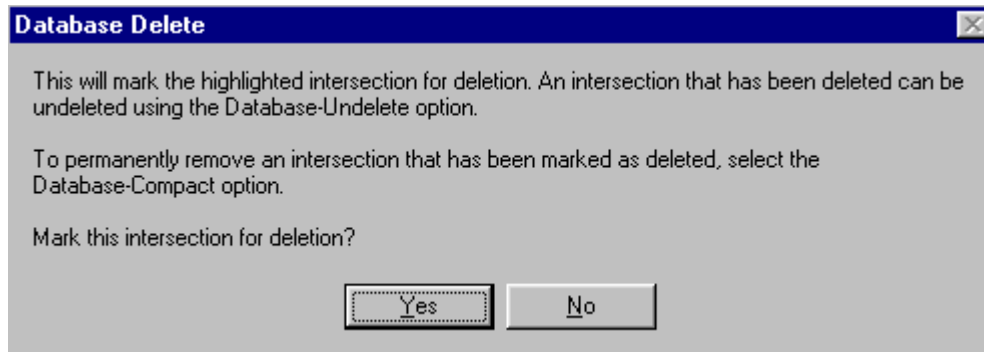 Database Delete
This will mark the highlighted intersection for deletion. An intersection that has been deleted can be
undeleted using the Database-Undelete option.
To permanently remove an intersection that has been marked as deleted, select the
Database-Compact option.
Mark this intersection for deletion?
Yes
No